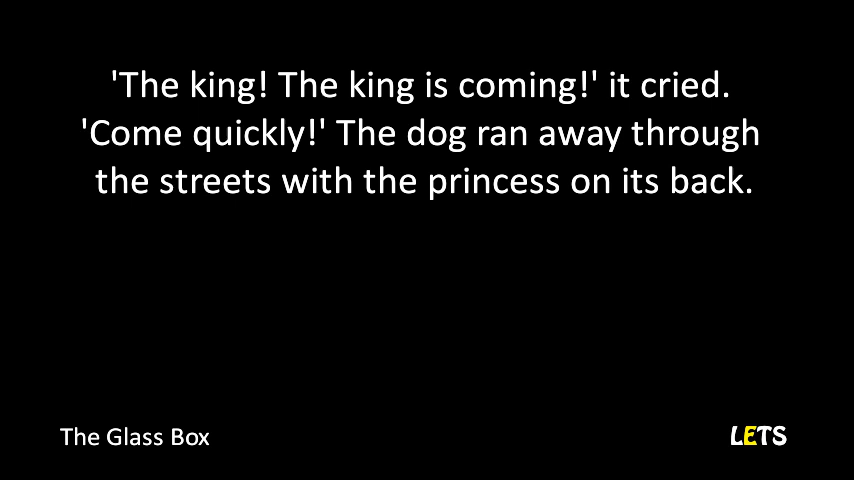 'The king! The king is coming!' it cried.
'Come quickly!' The dog ran away through
the streets with the princess on its back.
The Glass Box
LETS